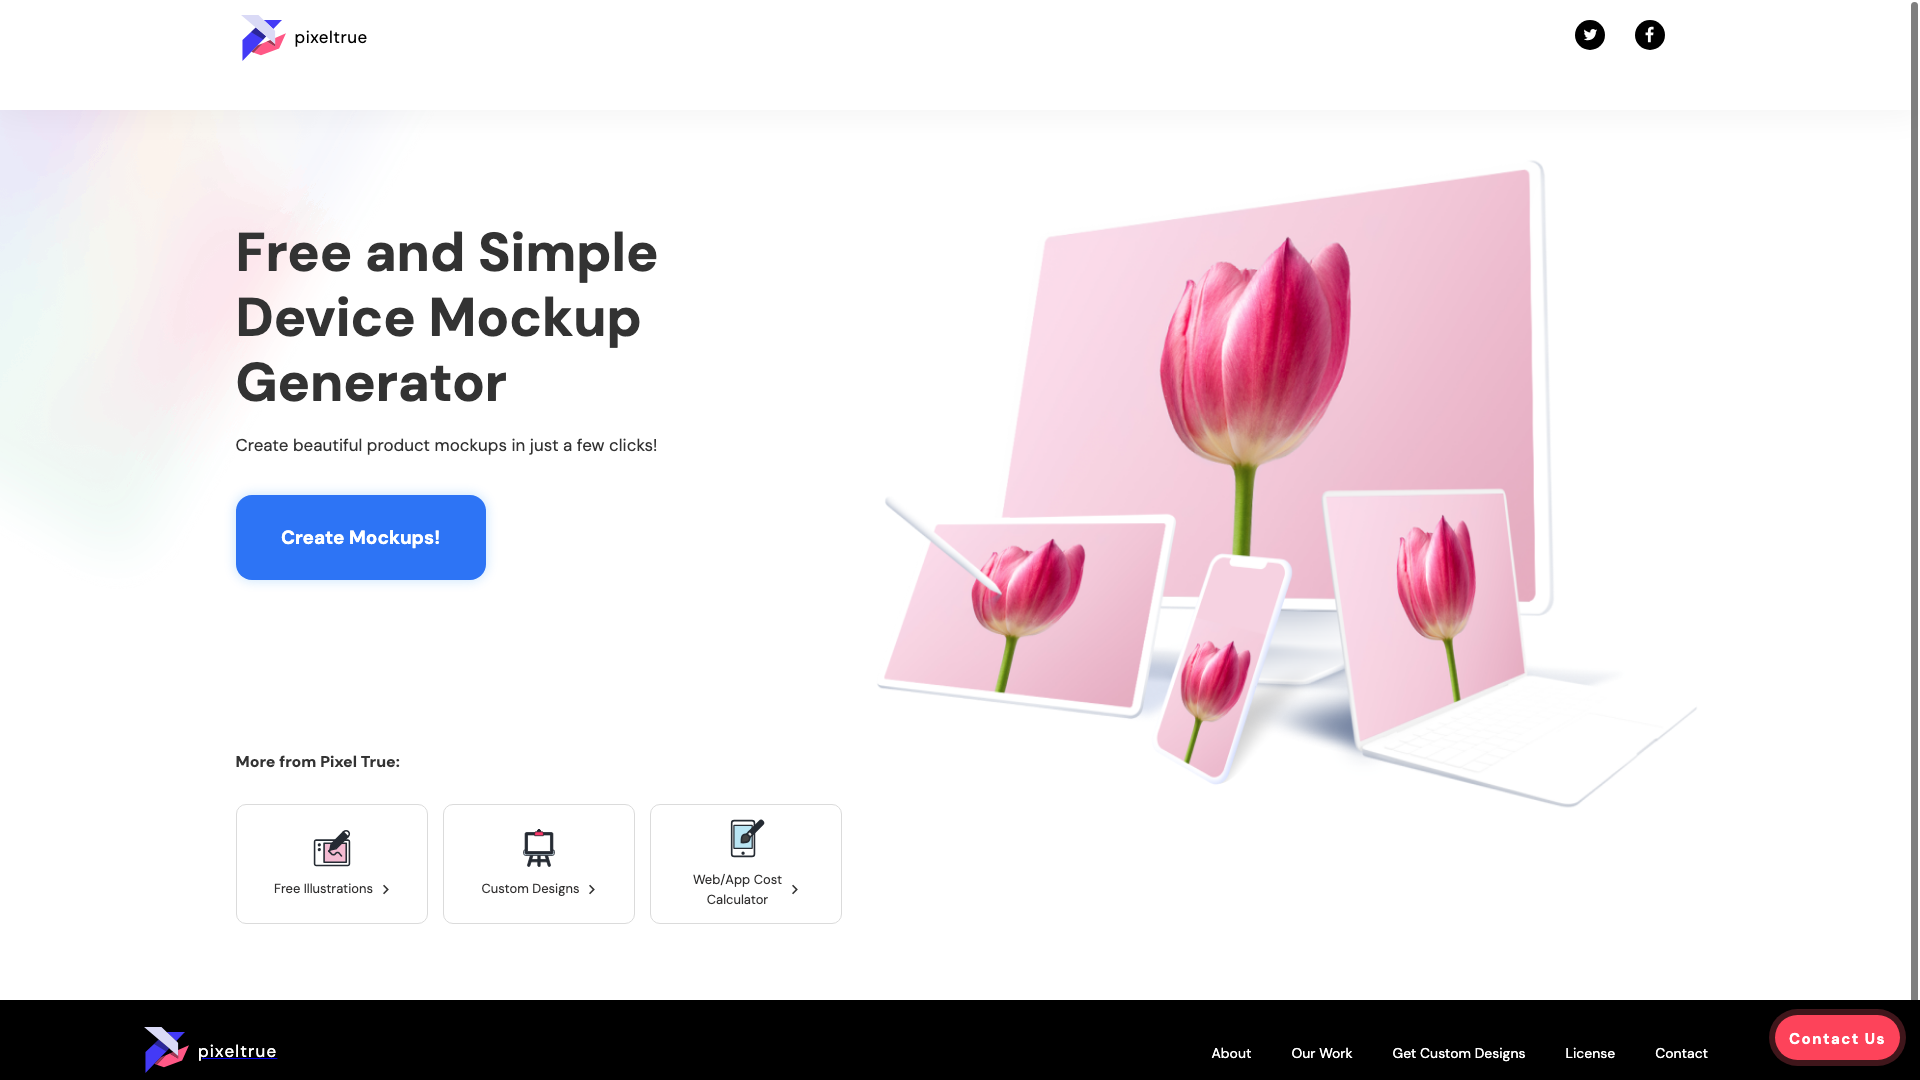 pixeltrue
Free and Simple
Device Mockup
Generator
Create beautiful product mockups in just a few clicks!
Create Mockups!
More from Pixel True:
Free Illustrations
Custom Designs
Web/App Cost
Calculator
pixeltrue
About
Our Work
Get Custom Designs
License
Contact
Contact Us